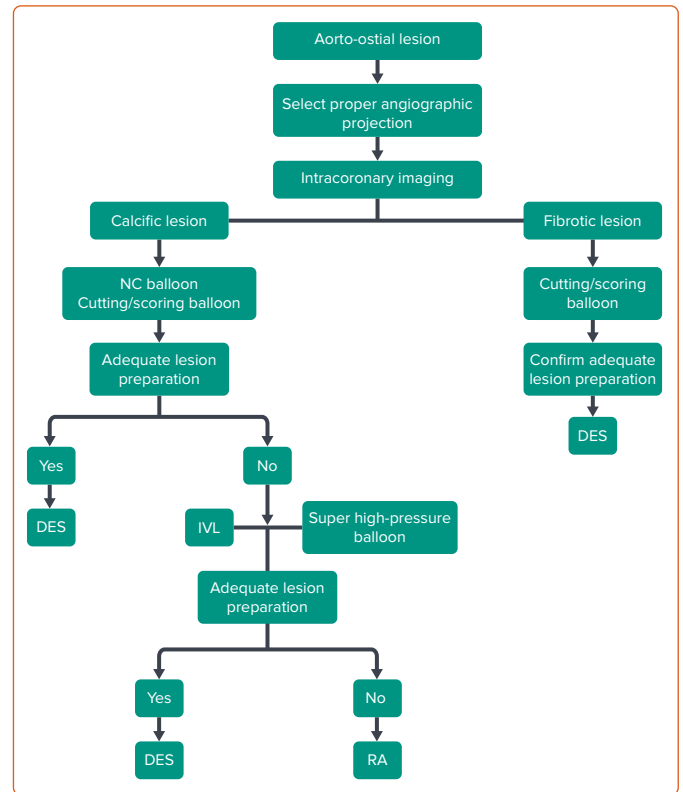 Aorto-ostial lesion
Select proper angiographic
projection
Intracoronary imaging
Calcific lesion
Fibrotic lesion
NC balloon
Cutting/scoring balloon
Cutting/scoring
balloon
Adequate lesion
preparation
Confirm adequate
lesion preparation
Yes
No
DES
DES
IVL
Super high-pressure
balloon
Adequate lesion
preparation
Yes
No
DES
RA